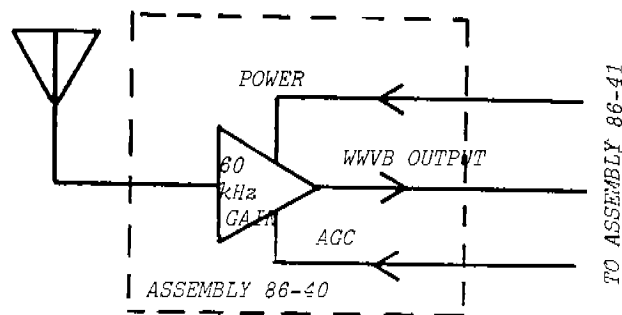 POWER
60
kHz
GAIN
WWVB OUTPUT
AGC
ASSEMBLY 86-40
TO ASSEMBLY 86-41